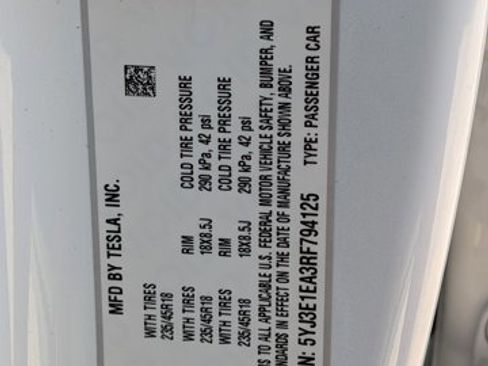 MFD BY TESLA, INC.
WITH TIRES
235/45R18
WITH TIRES RIM COLD TIRE PRESSURE
235/45R18 18X8.5J 290 kPa, 42 psi
WITH TIRES RIM COLD TIRE PRESSURE
235/45R18 18X8.5J 290 kPa, 42 psi
S TO ALL APPLICABLE U.S. FEDERAL MOTOR VEHICLE SAFETY, BUMPER, AND
NDARDS IN EFFECT ON THE DATE OF MANUFACTURE SHOWN ABOVE.
N: 5YJ3E1EA3RF794125 TYPE: PASSENGER CAR